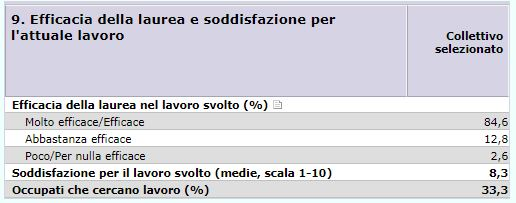 9. Efficacia della laurea e soddisfazione per
l'attuale lavoro
Collettivo
selezionato
Efficacia della laurea nel lavoro svolto (%)
Molto efficace/Efficace 84,6
Abbastanza efficace 12,8
Poco/Per nulla efficace 2,6
Soddisfazione per il lavoro svolto (medie, scala 1-10) 8,3
Occupati che cercano lavoro (%) 33,3